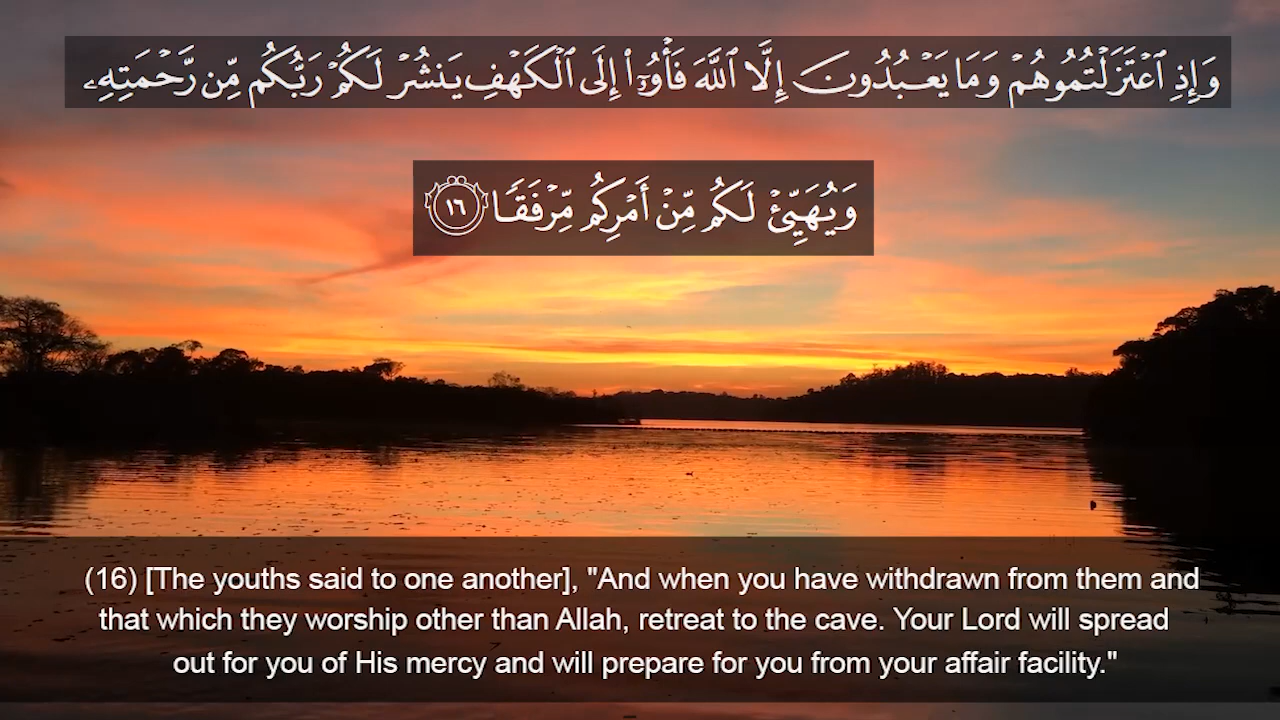 وَإِذِ ٱعْتَزَلْتُمُوهُمْ وَمَا يَعْبُدُونَ إِلَّا ٱللَّهَ فَأْوُۥٓا۟ إِلَى ٱلْكَهْفِ يَنشُرْ لَكُمْ رَبُّكُم مِّن رَّحْمَتِهِۦ
وَيُهَيِّئْ لَكُم مِّنْ أَمْرِكُم مِّرْفَقًا ١٦
(16) [The youths said to one another], "And when you have withdrawn from them and
that which they worship other than Allah, retreat to the cave. Your Lord will spread
out for you of His mercy and will prepare for you from your affair facility."